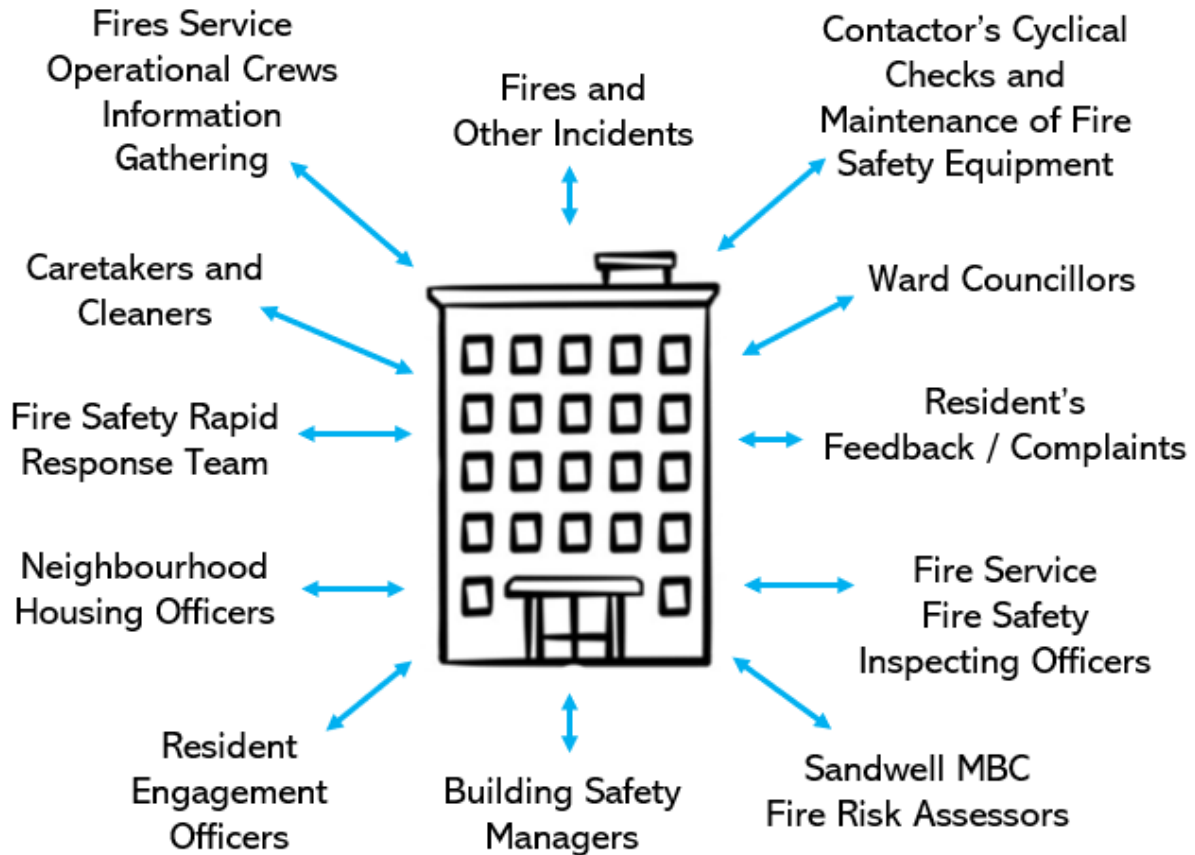 Fires Service
Operational Crews
Information
Gathering
Fires and
Other Incidents
Contactor's Cyclical
Checks and
Maintenance of Fire
Safety Equipment
Caretakers and
Cleaners
Ward Councillors
Fire Safety Rapid
Response Team
Resident's
Feedback / Complaints
Neighbourhood
Housing Officers
Fire Service
Fire Safety
Inspecting Officers
Resident
Engagement
Officers
Building Safety
Managers
Sandwell MBC
Fire Risk Assessors